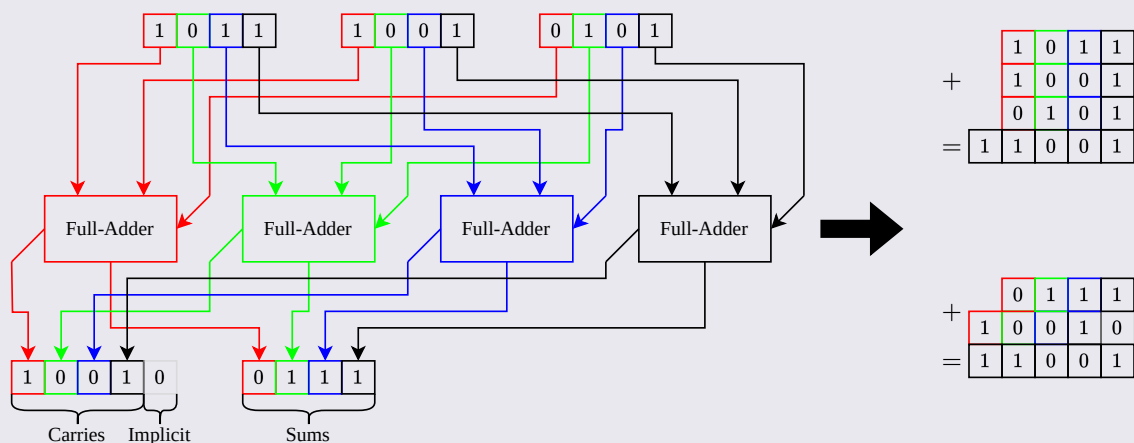 1 0 1 1 1 0 0 1 0 1 0 1
1 0 1 1
+ 1 0 0 1
0 1 0 1
= 1 1 0 0 1
Full-Adder Full-Adder Full-Adder Full-Adder
0 1 1 1
+
1 0 0 1 0
= 1 1 0 0 1
1 0 0 1 0 0 1 1 1
Carries Implicit Sums